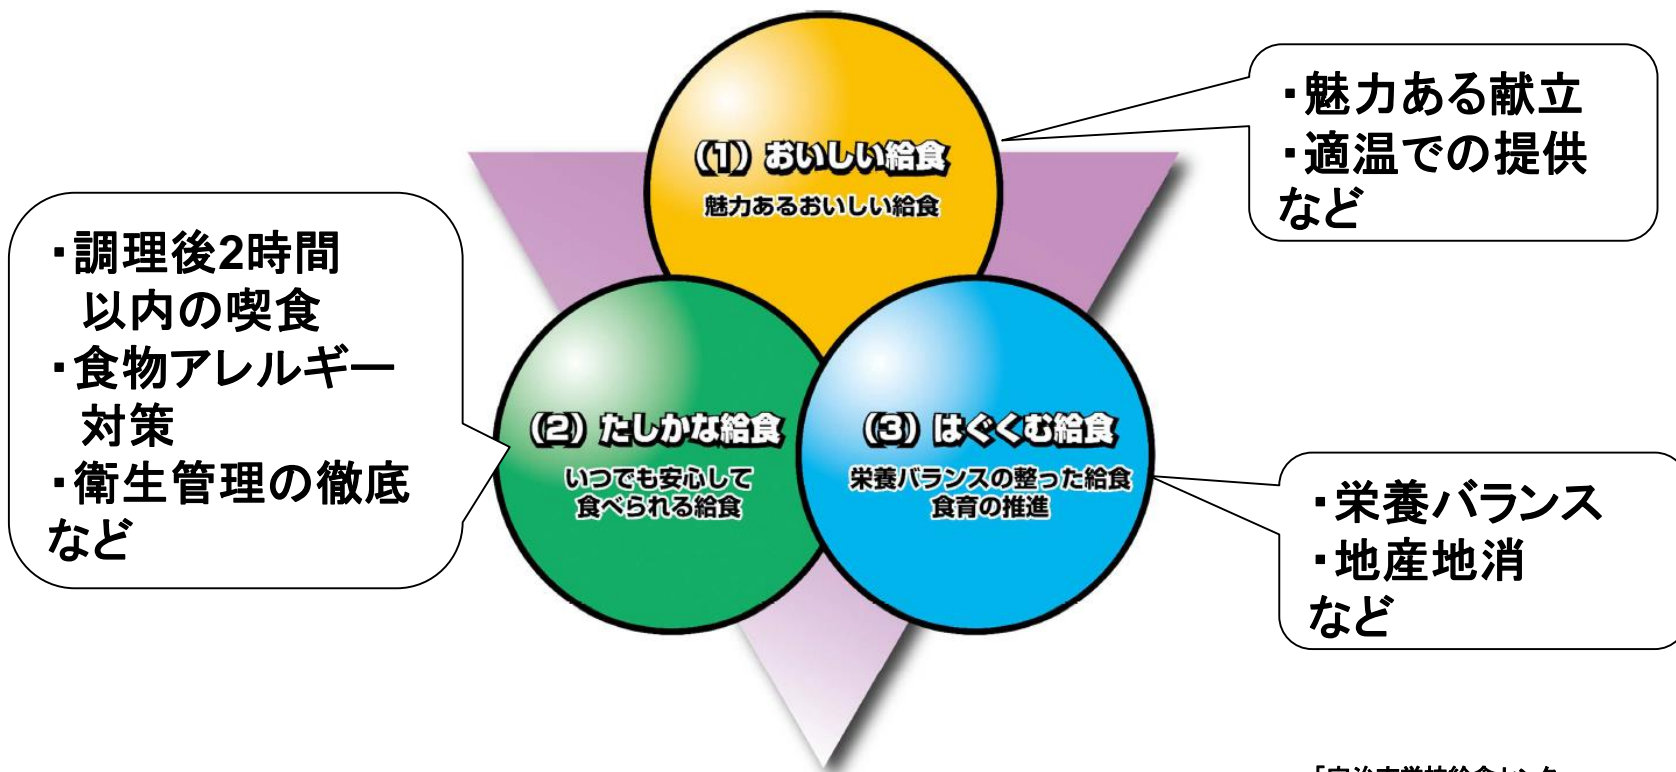 (1) おいしい給食
魅力あるおいしい給食
・魅力ある献立
・適温での提供
など
・調理後2時間
以内の喫食
・食物アレルギー
対策
・衛生管理の徹底
など
(2) たしかな給食
いつでも安心して
食べられる給食
(3) はぐくむ給食
栄養バランスの整った給食
食育の推進
・栄養バランス
・地産地消
など